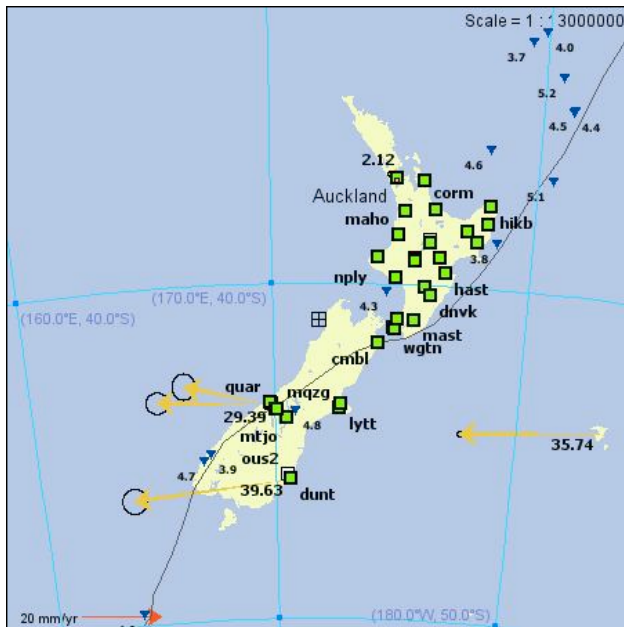 Scale = 1 : 13000000
3.7
4.0
5.2
4.5
4.4
4.6
2.12
5.1
Auckland
corm
maho
hikb
3.8
nply
hast
(170.0°E, 40.0°S)
4.3
dnvk
(160.0°E, 40.0°S)
mast
wgtn
cmbl
quar
mqzg
29.39
4.8
lytt
mtjo
35.74
ous2
4.7
3.9
39.63
dunt
20 mm/yr
(180.0°W, 50.0°S)